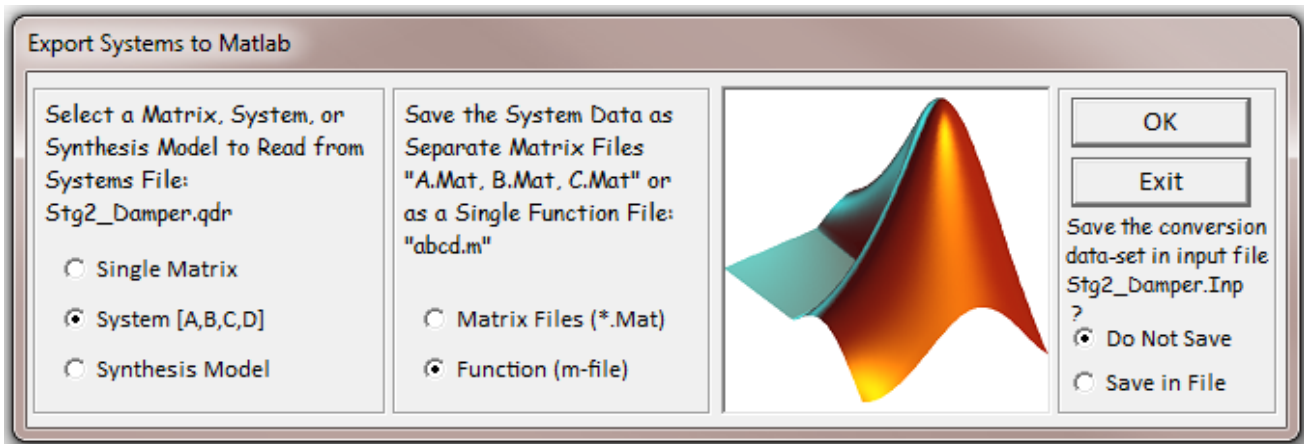 Export Systems to Matlab
Select a Matrix, System, or
Synthesis Model to Read from
Systems File:
Stg2_Damper.qdr
Single Matrix
System [A,B,C,D]
Synthesis Model
Save the System Data as
Separate Matrix Files
"A.Mat, B.Mat, C.Mat" or
as a Single Function File:
"abcd.m"
Matrix Files (*.Mat)
Function (m-file)
OK
Exit
Save the conversion
data-set in input file
Stg2_Damper.Inp
?
Do Not Save
Save in File